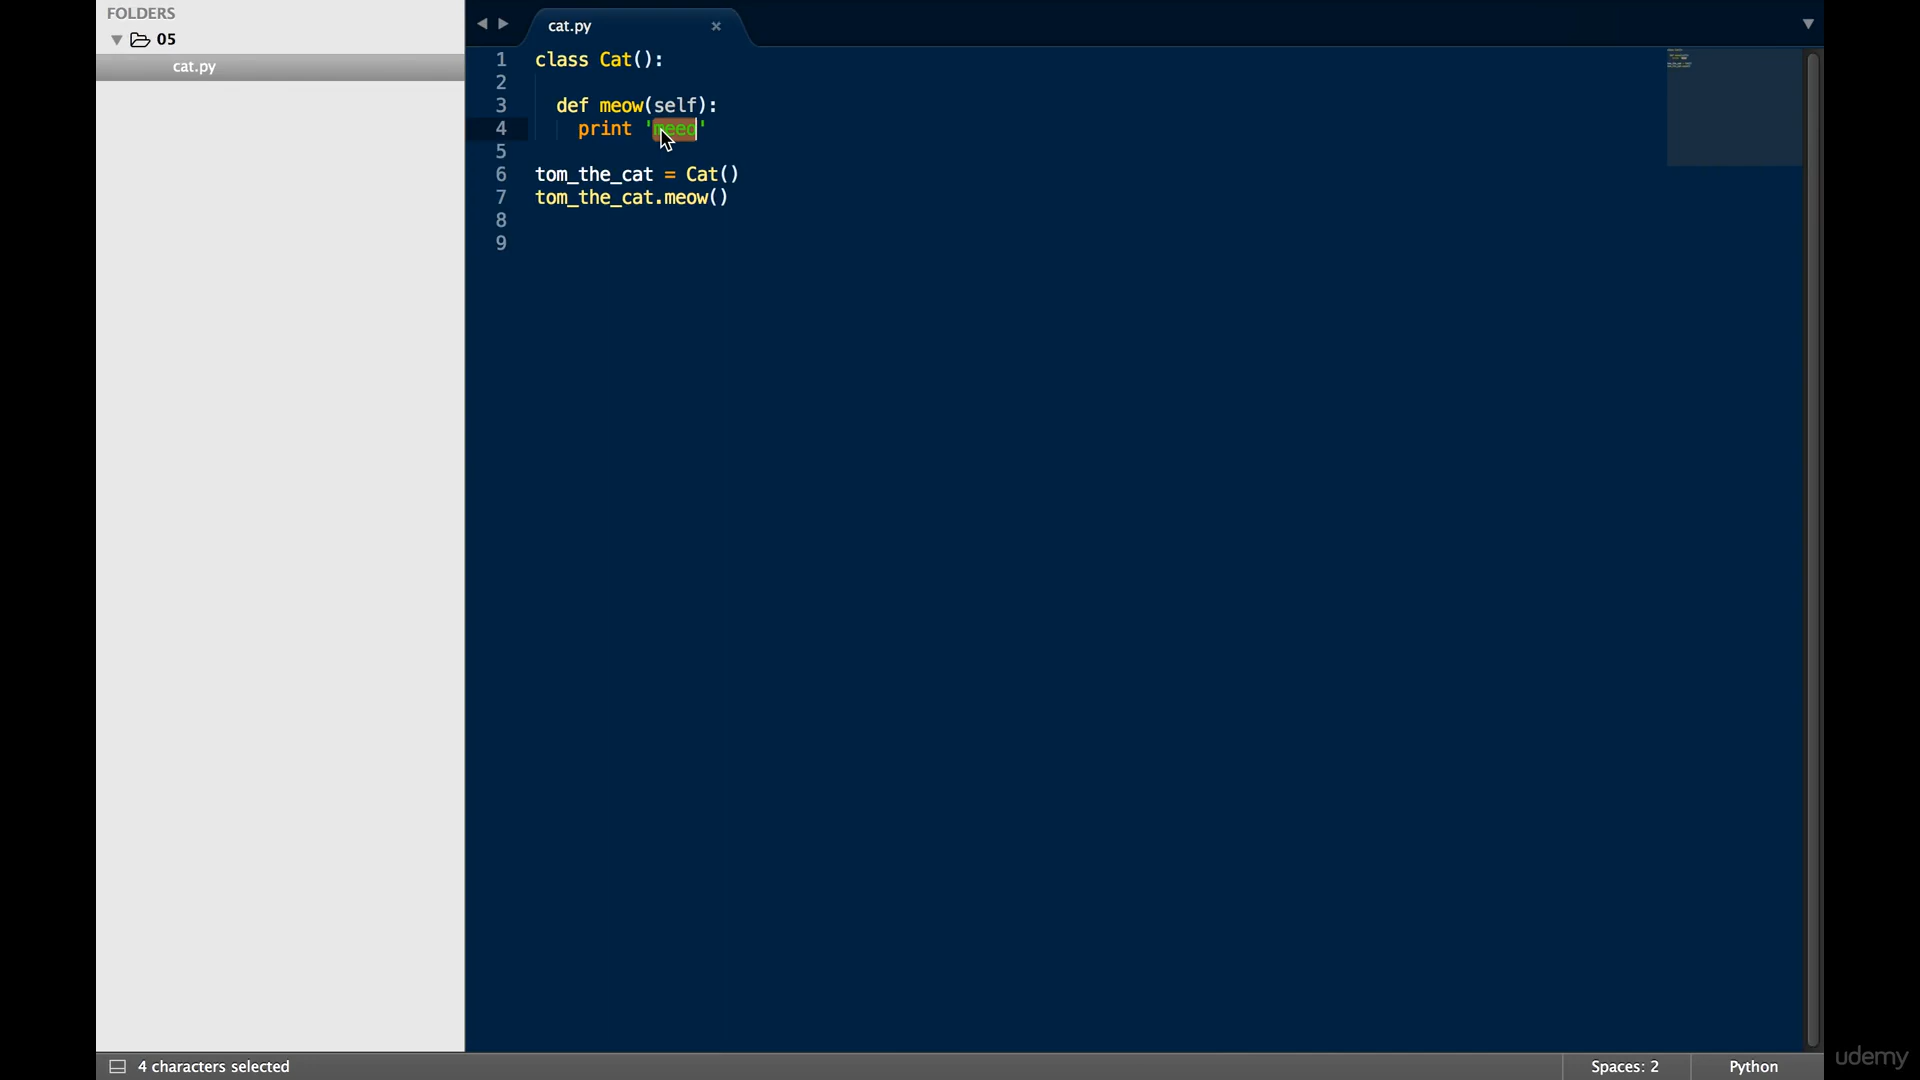 FOLDERS
05
cat.py
cat.py
1 class Cat():
2
3 def meow(self):
4 print '
5
6 tom_the_cat = Cat()
7 tom_the_cat.meow()
8
9
4 characters selected
Spaces: 2
Python
udemy